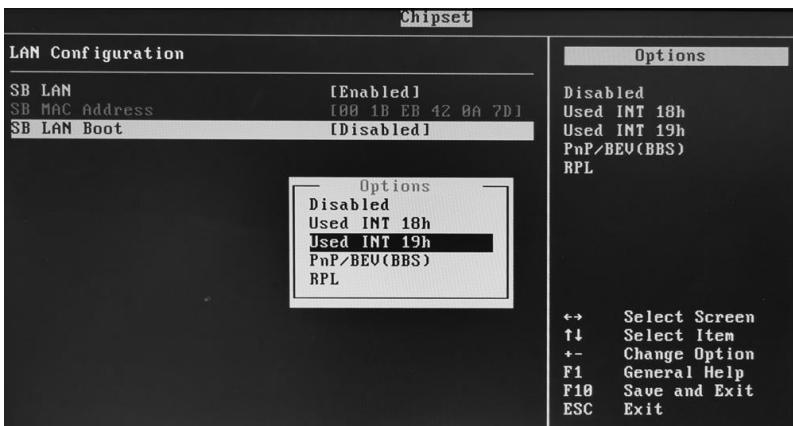 Chipset
LAN Configuration
SB LAN [Enabled]
SB MAC Address [00 1B EB 42 0A 7D]
SB LAN Boot [Disabled]
Options
Disabled
Used INT 18h
Used INT 19h
PnP/BEV(BBS)
RPL
Options
Disabled
Used INT 18h
Used INT 19h
PnP/BEV(BBS)
RPL
←→ Select Screen
↑↓ Select Item
+- Change Option
F1 General Help
F10 Save and Exit
ESC Exit